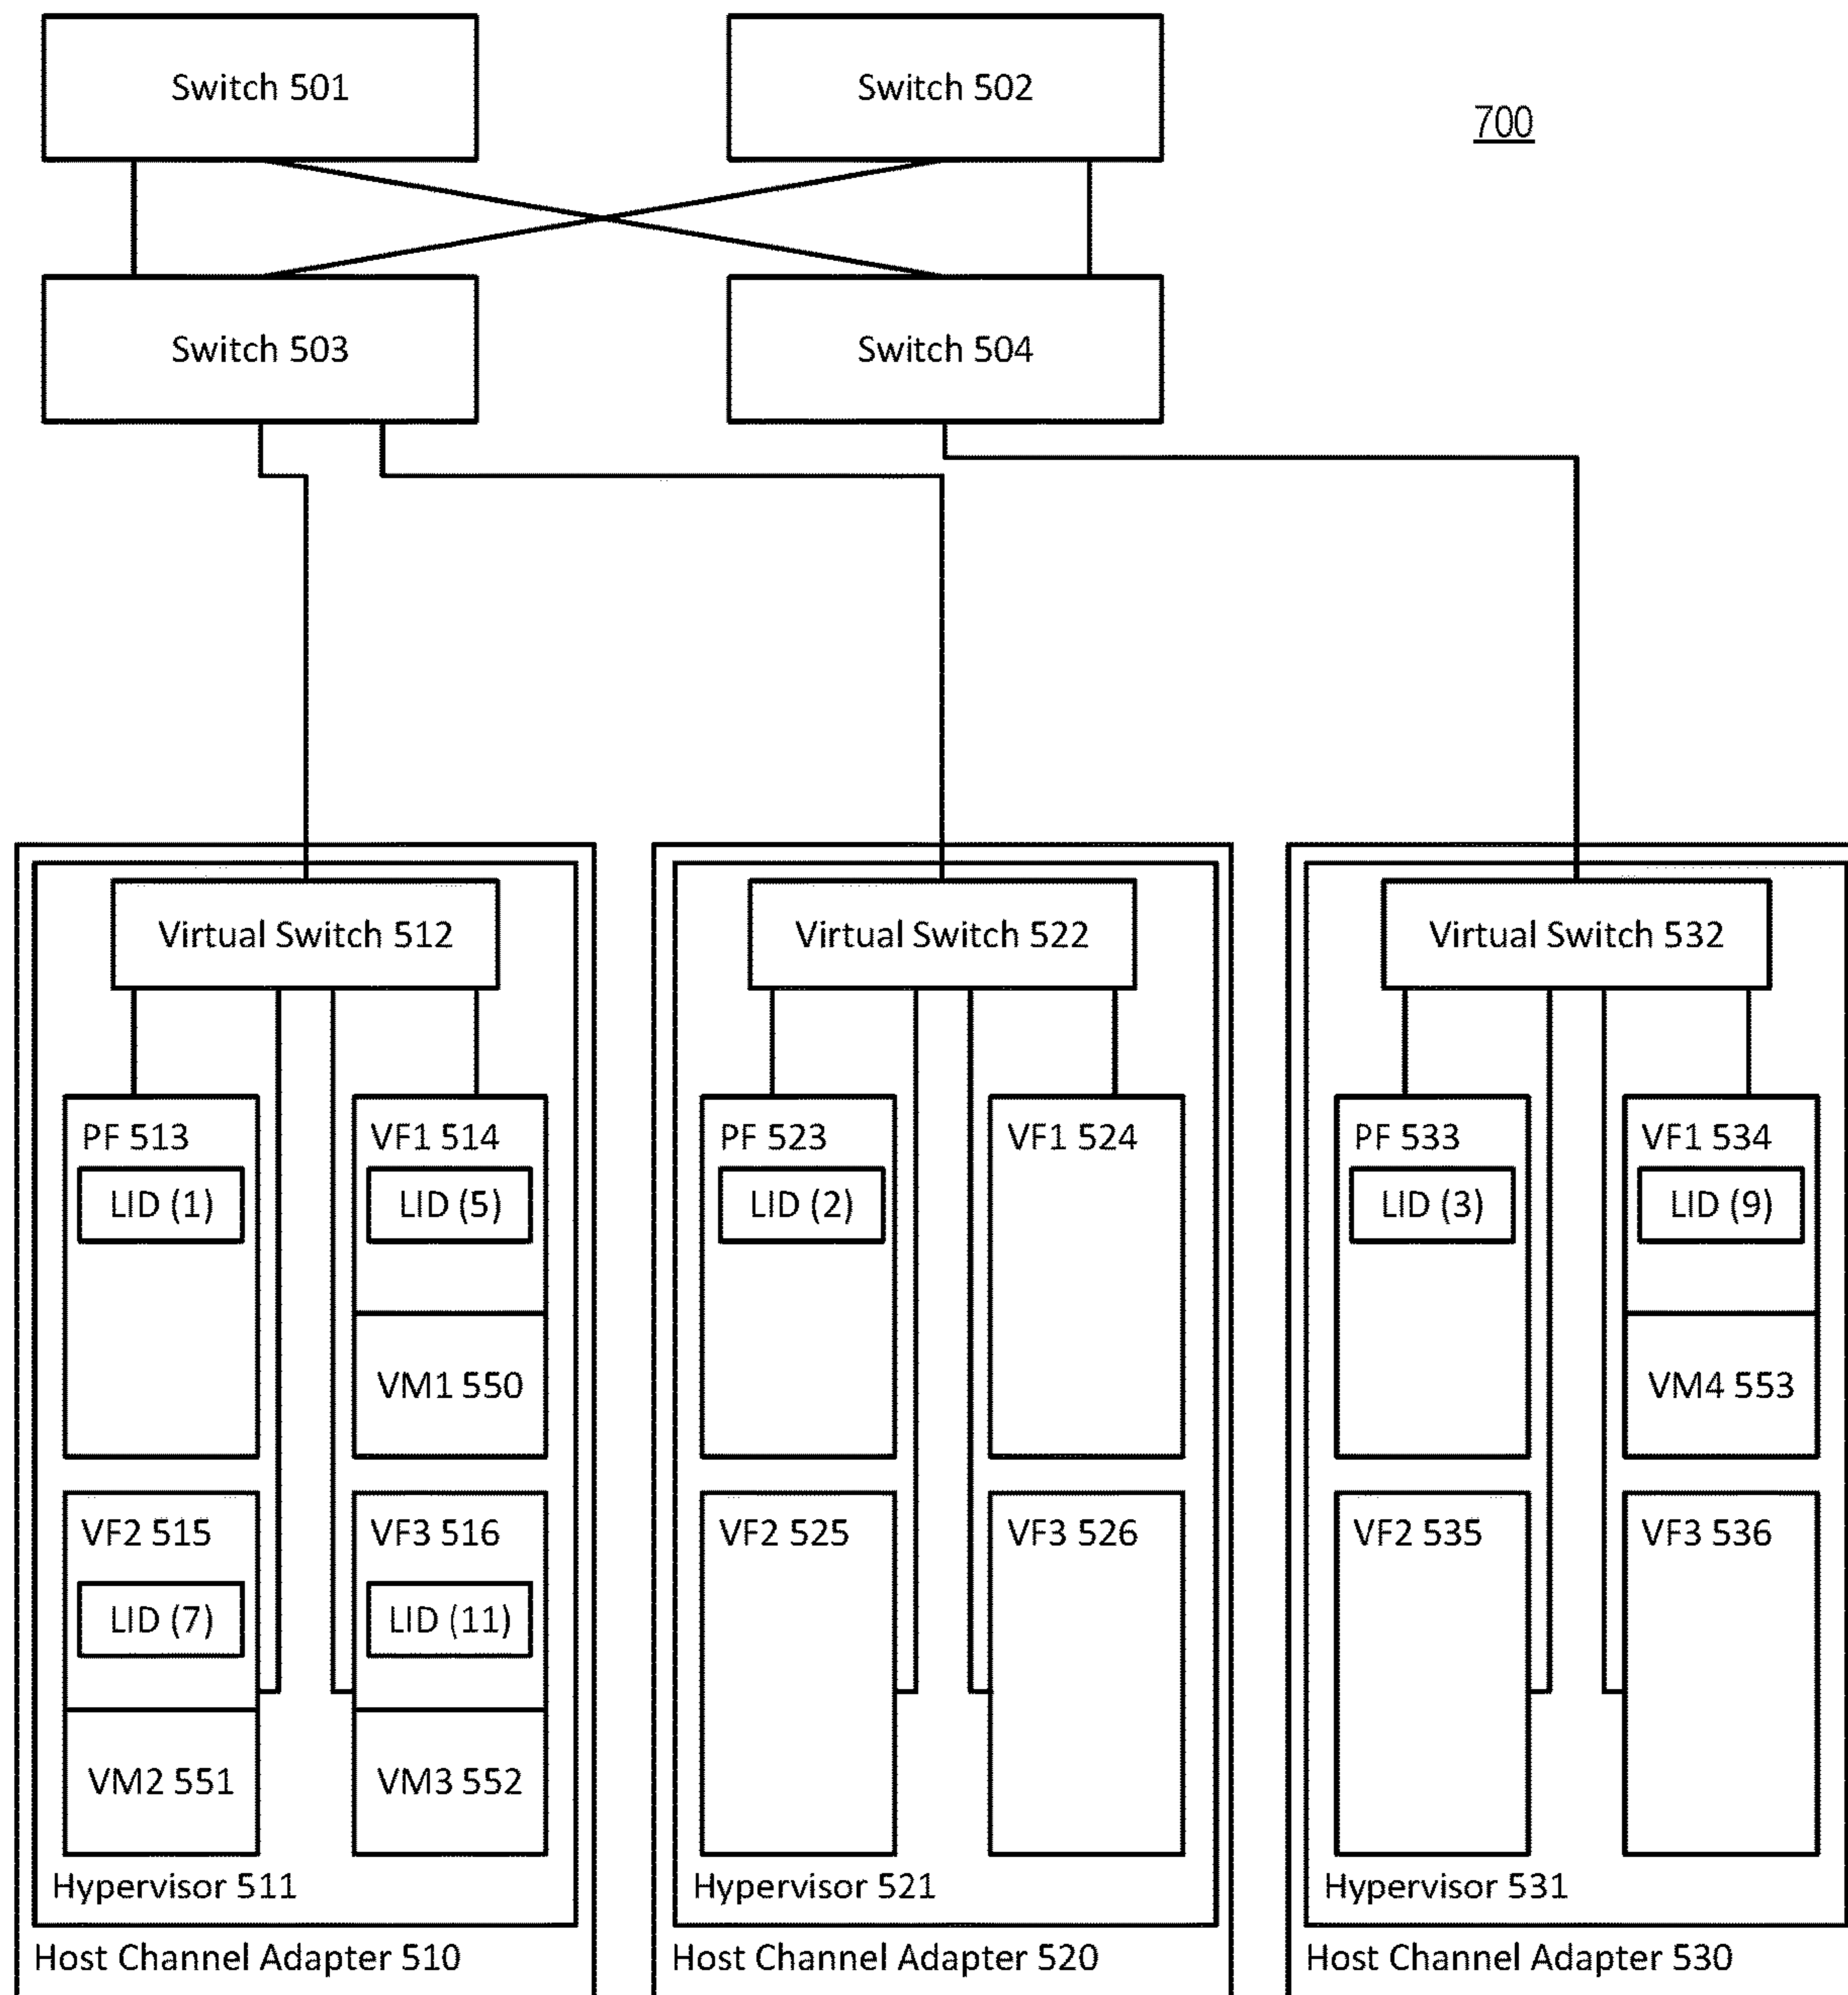 Switch 501
Switch 502
700
Switch 503
Switch 504
Virtual Switch 512
Virtual Switch 522
Virtual Switch 532
PF 513
LID (1)
VF1 514
LID (5)
VM1 550
VF2 515
LID (7)
VM2 551
VF3 516
LID (11)
VM3 552
Hypervisor 511
Host Channel Adapter 510
PF 523
LID (2)
VF1 524
VF2 525
VF3 526
Hypervisor 521
Host Channel Adapter 520
PF 533
LID (3)
VF1 534
LID (9)
VM4 553
VF2 535
VF3 536
Hypervisor 531
Host Channel Adapter 530